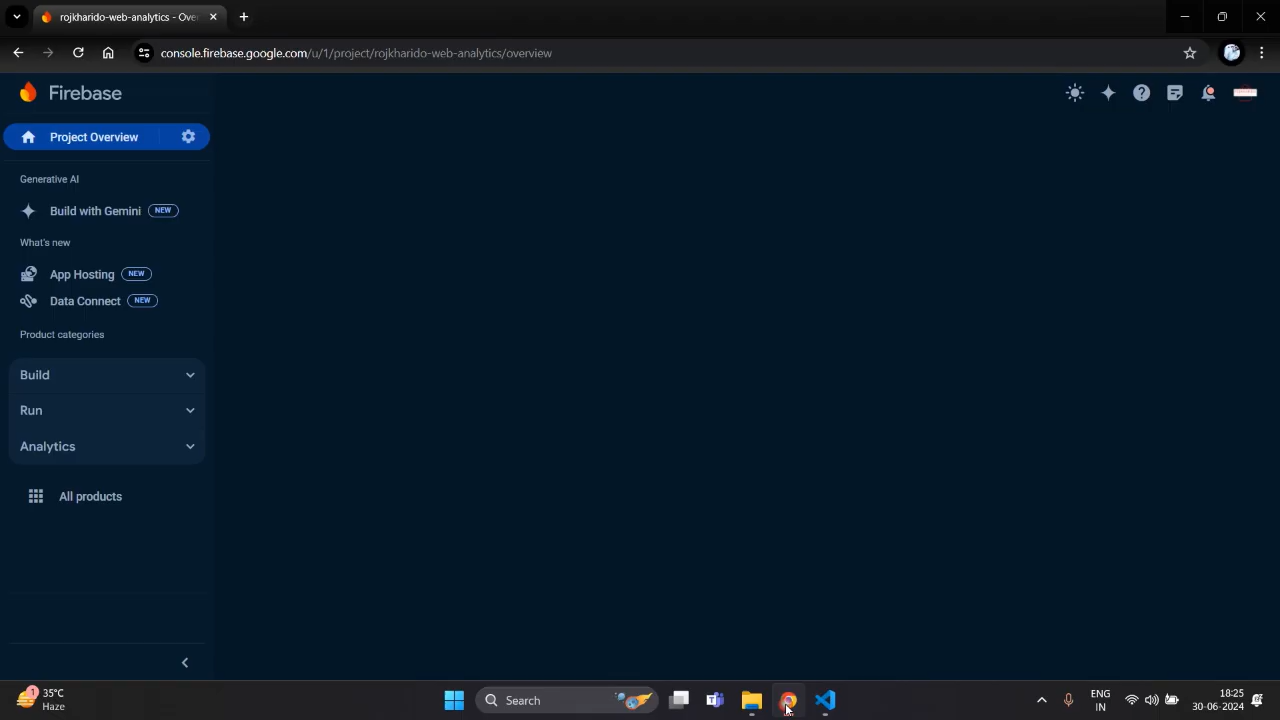 rojkharido-web-analytics - Ove
console.firebase.google.com/u/1/project/rojkharido-web-analytics/overview
Firebase
Project Overview
Generative AI
Build with Gemini NEW
What's new
App Hosting NEW
Data Connect NEW
Product categories
Build
Run
Analytics
All products
1
35°C
Haze
Search
ENG
IN
18:25
30-06-2024